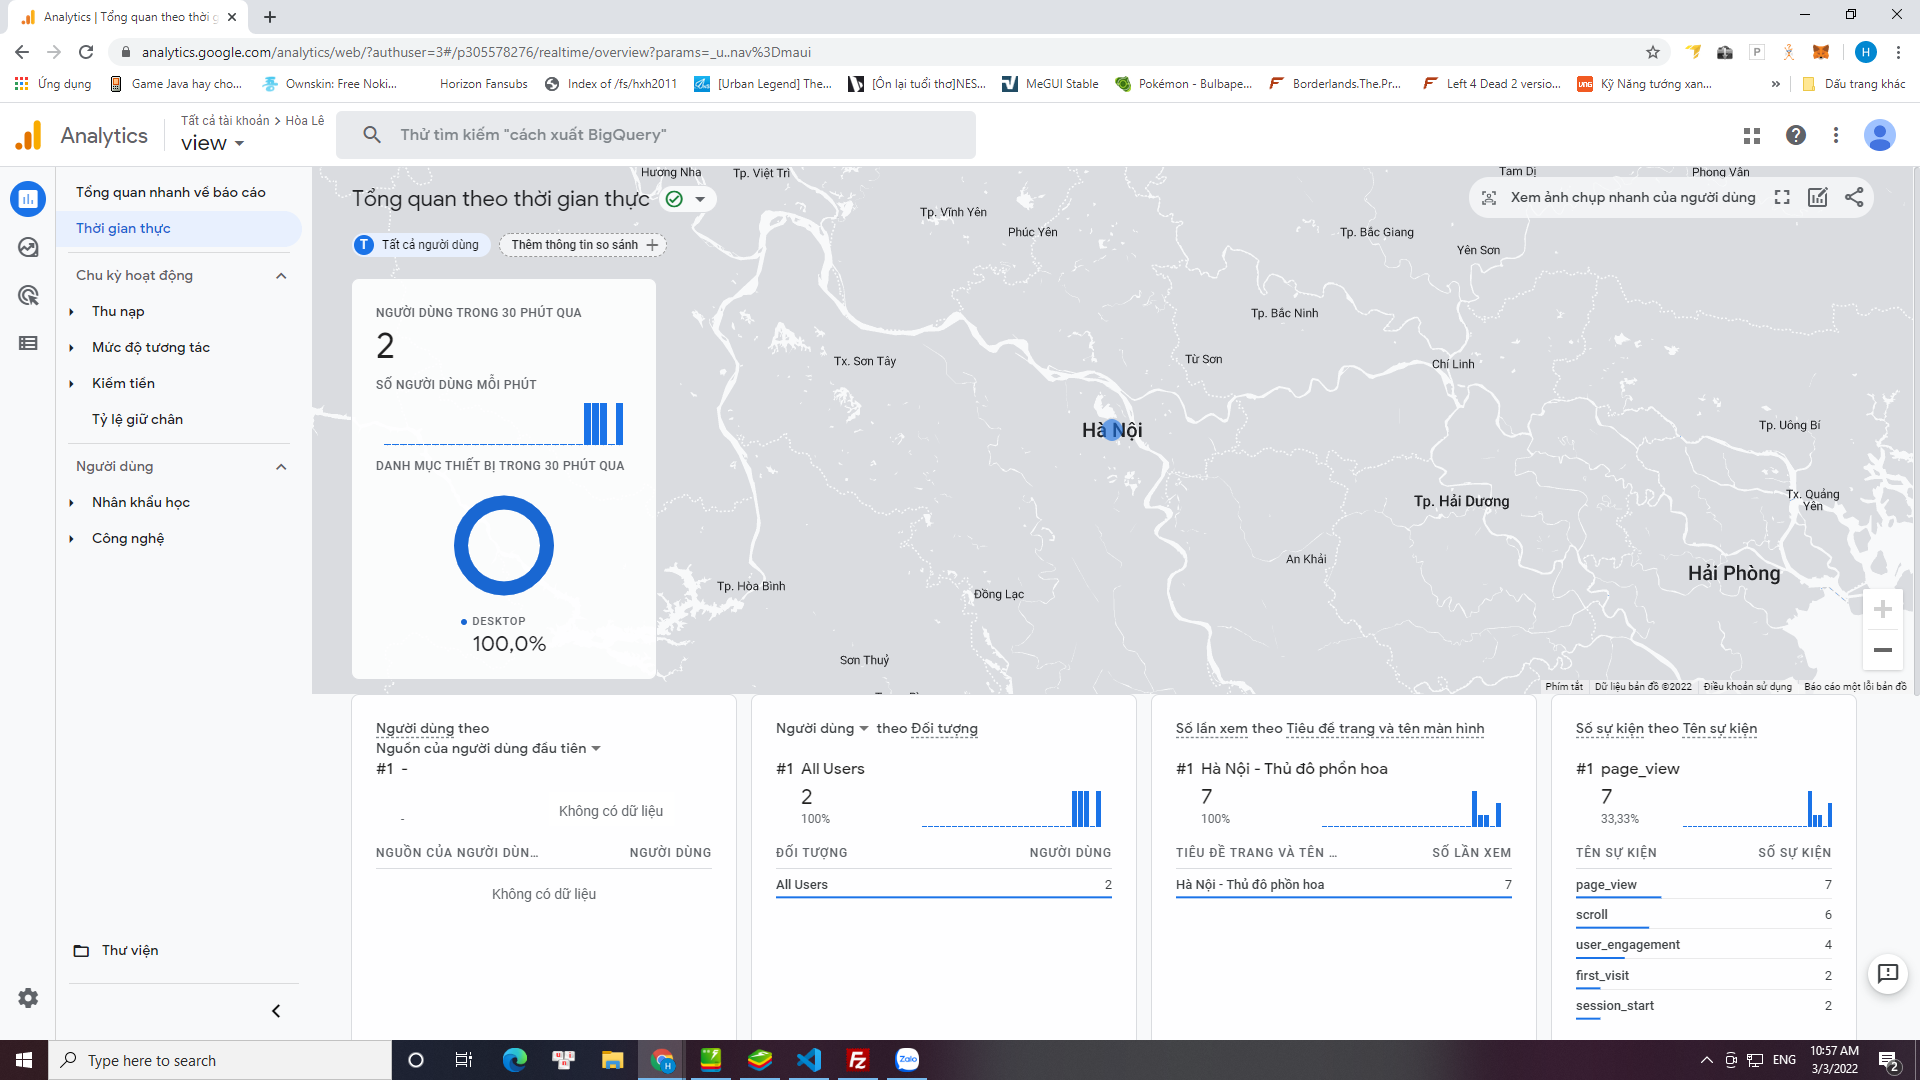 Analytics | Tổng quan theo thời g
analytics.google.com/analytics/web/?authuser=3#/p305578276/realtime/overview?params=_u..nav%3Dmaui
P
H
Ứng dụng
Game Java hay cho...
Ownskin: Free Noki...
Horizon Fansubs
Index of /fs/hxh2011
[Urban Legend] The...
[Ôn lại tuổi thơ]NES...
MeGUI Stable
Pokémon - Bulbape...
Borderlands.The.Pr...
Left 4 Dead 2 versio...
Kỹ Năng tướng xan...
»
Dấu trang khác
Analytics
Tất cả tài khoản > Hòa Lê
view
Thử tìm kiếm "cách xuất BigQuery"
Tổng quan nhanh về báo cáo
Thời gian thực
Chu kỳ hoạt động
Thu nạp
Mức độ tương tác
Kiếm tiền
Tỷ lệ giữ chân
Người dùng
Nhân khẩu học
Công nghệ
Thư viện
Tổng quan theo thời gian thực
Xem ảnh chụp nhanh của người dùng
T Tất cả người dùng
Thêm thông tin so sánh
NGƯỜI DÙNG TRONG 30 PHÚT QUA
2
SỐ NGƯỜI DÙNG MỖI PHÚT
DANH MỤC THIẾT BỊ TRONG 30 PHÚT QUA
DESKTOP
100,0%
Hương Nha
Tp. Việt Trì
Tam Dị
Phong Vân
Tp. Vĩnh Yên
Phúc Yên
Tp. Bắc Giang
Yên Sơn
Tp. Bắc Ninh
Tx. Sơn Tây
Từ Sơn
Chí Linh
Hà Nội
Tp. Uông Bí
Tp. Hải Dương
Tx. Quảng
Yên
An Khải
Hải Phòng
Tp. Hòa Bình
Đồng Lạc
Sơn Thuỷ
Phím tắt
Dữ liệu bản đồ ©2022
Điều khoản sử dụng
Báo cáo một lỗi bản đồ
Người dùng theo
Nguồn của người dùng đầu tiên
#1 -
-
Không có dữ liệu
NGUỒN CỦA NGƯỜI DÙN...
NGƯỜI DÙNG
Không có dữ liệu
Người dùng theo Đối tượng
#1 All Users
2
100%
ĐỐI TƯỢNG
NGƯỜI DÙNG
All Users
2
Số lần xem theo Tiêu đề trang và tên màn hình
#1 Hà Nội - Thủ đô phồn hoa
7
100%
TIÊU ĐỀ TRANG VÀ TÊN ...
SỐ LẦN XEM
Hà Nội - Thủ đô phồn hoa
7
Số sự kiện theo Tên sự kiện
#1 page_view
7
33,33%
TÊN SỰ KIỆN
SỐ SỰ KIỆN
page_view
7
scroll
6
user_engagement
4
first_visit
2
session_start
2
Type here to search
Zalo
ENG
10:57 AM
3/3/2022
2